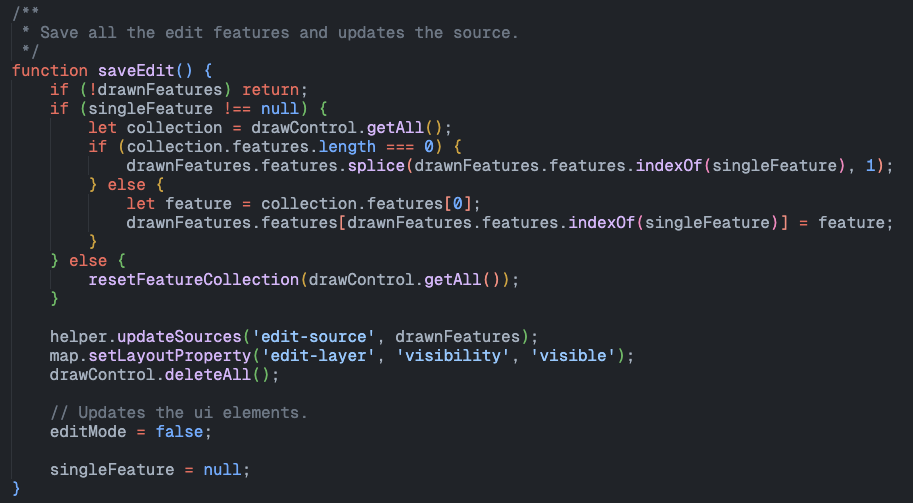 /**
 * Save all the edit features and updates the source.
 */
function saveEdit() {
    if (!drawnFeatures) return;
    if (singleFeature !== null) {
        let collection = drawControl.getAll();
        if (collection.features.length === 0) {
            drawnFeatures.features.splice(drawnFeatures.features.indexOf(singleFeature), 1);
        } else {
            let feature = collection.features[0];
            drawnFeatures.features[drawnFeatures.features.indexOf(singleFeature)] = feature;
        }
    } else {
        resetFeatureCollection(drawControl.getAll());
    }

    helper.updateSources('edit-source', drawnFeatures);
    map.setLayoutProperty('edit-layer', 'visibility', 'visible');
    drawControl.deleteAll();

    // Updates the ui elements.
    editMode = false;

    singleFeature = null;
}